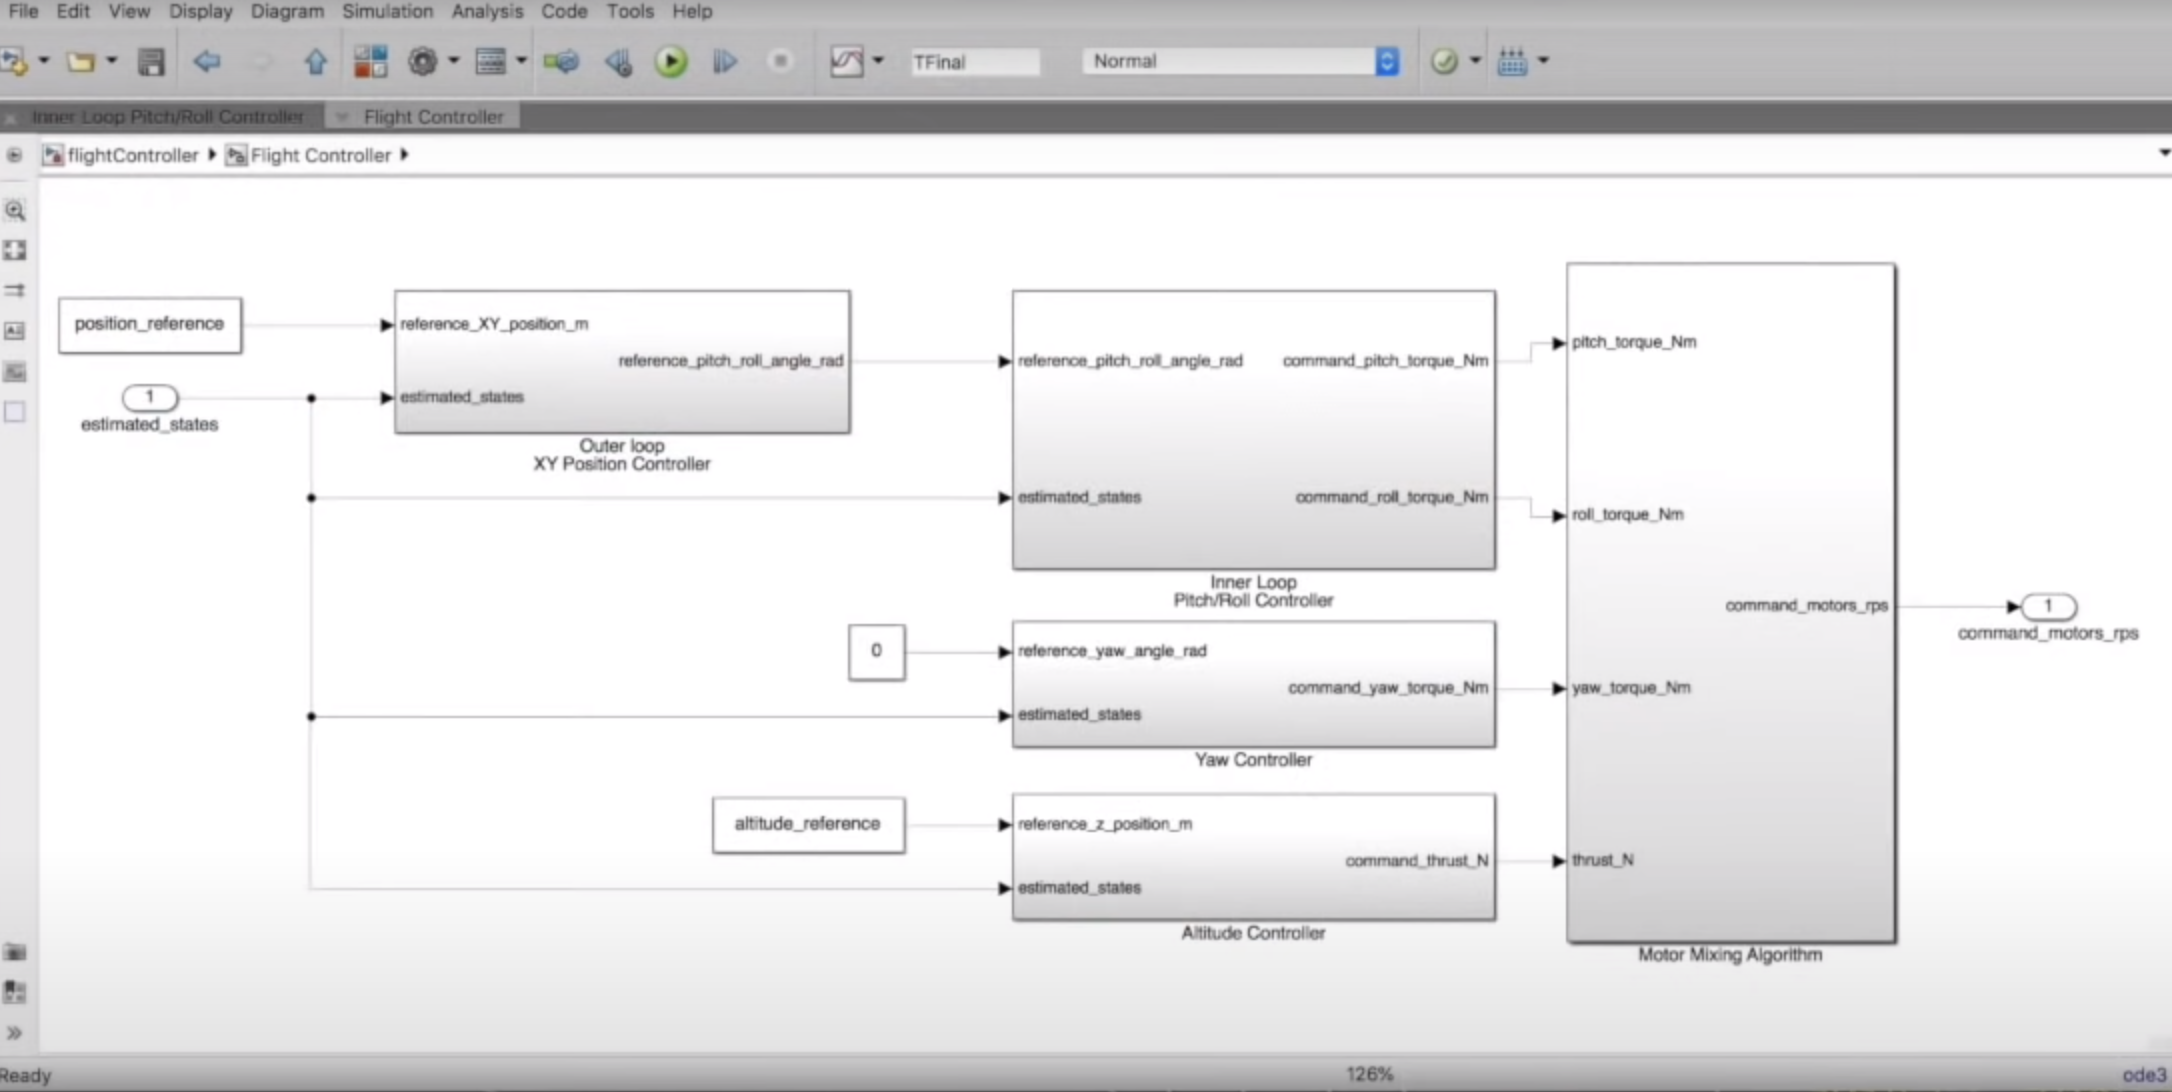 File Edit View Display Diagram Simulation Analysis Code Tools Help
TFinal Normal
Inner Loop Pitch/Roll Controller Flight Controller
flightController Flight Controller
position_reference
1
estimated_states
reference_XY_position_m
reference_pitch_roll_angle_rad
estimated_states
Outer loop
XY Position Controller
reference_pitch_roll_angle_rad command_pitch_torque_Nm
estimated_states command_roll_torque_Nm
Inner Loop
Pitch/Roll Controller
0
reference_yaw_angle_rad
command_yaw_torque_Nm
estimated_states
Yaw Controller
altitude_reference
reference_z_position_m
command_thrust_N
estimated_states
Altitude Controller
pitch_torque_Nm
roll_torque_Nm
command_motors_rps
yaw_torque_Nm
thrust_N
Motor Mixing Algorithm
1
command_motors_rps
Ready 126% ode3